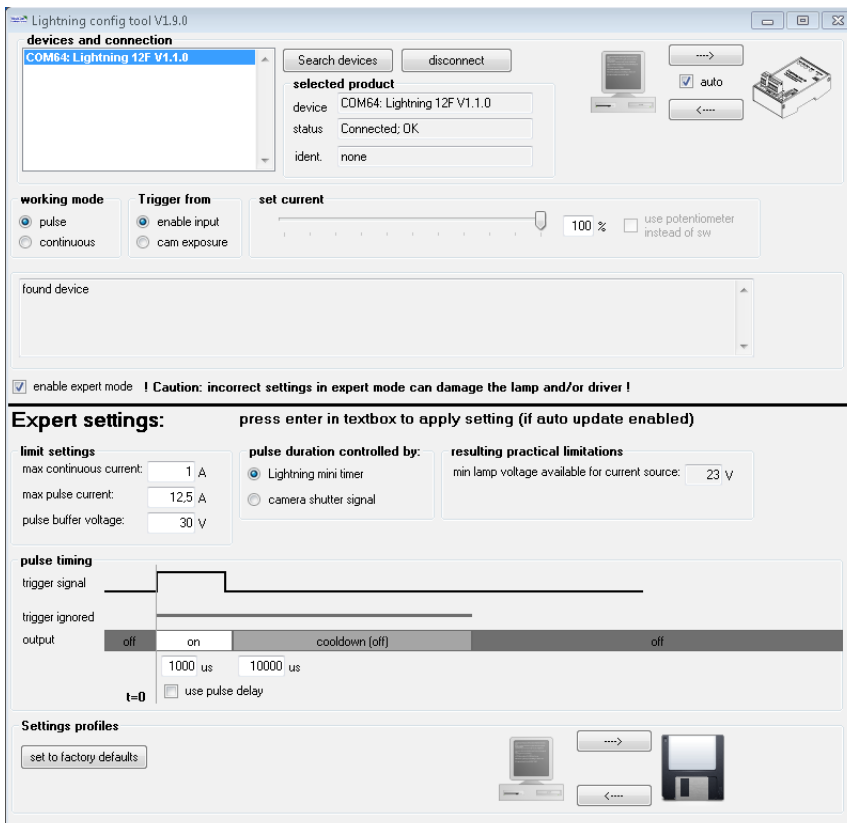 Lightning config tool V1.9.0
devices and connection
COM64: Lightning 12F V1.1.0
Search devices
disconnect
---->
auto
<----
selected product
device COM64: Lightning 12F V1.1.0
status Connected; OK
ident. none
working mode
pulse
continuous
Trigger from
enable input
cam exposure
set current
100 %
use potentiometer
instead of sw
found device
enable expert mode ! Caution: incorrect settings in expert mode can damage the lamp and/or driver !
Expert settings: press enter in textbox to apply setting (if auto update enabled)
limit settings
max continuous current: 1 A
max pulse current: 12,5 A
pulse buffer voltage: 30 V
pulse duration controlled by:
Lightning mini timer
camera shutter signal
resulting practical limitations
min lamp voltage available for current source: 23 V
pulse timing
trigger signal
trigger ignored
output off on cooldown (off) off
1000 us 10000 us
t=0 use pulse delay
Settings profiles
set to factory defaults
---->
<----